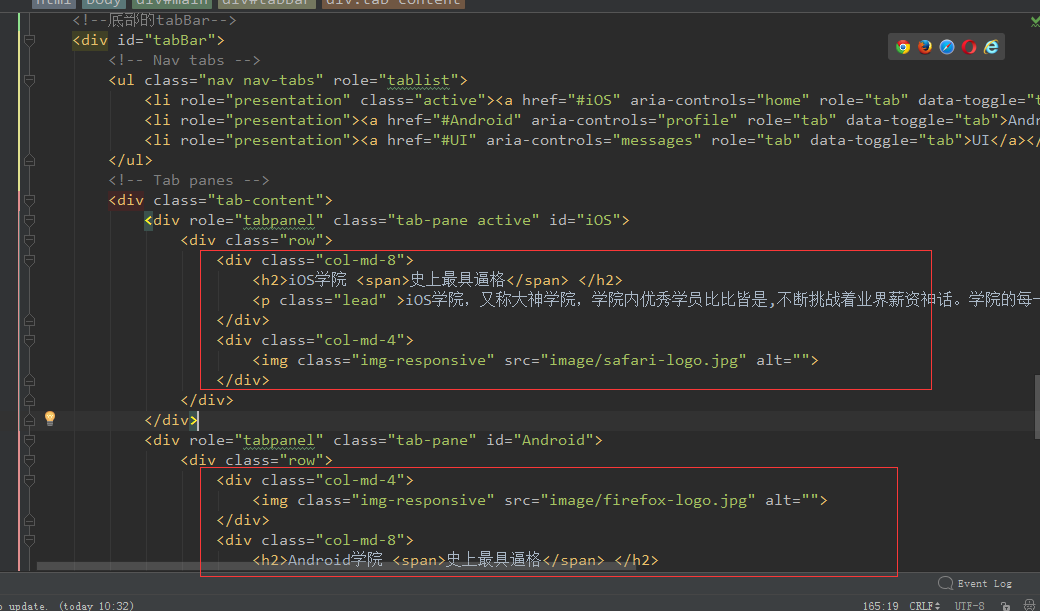 html body div#main div#tabBar div.tab-content
<!--底部的tabBar-->
<div id="tabBar">
<!-- Nav tabs -->
<ul class="nav nav-tabs" role="tablist">
<li role="presentation" class="active"><a href="#iOS" aria-controls="home" role="tab" data-toggle="t
<li role="presentation"><a href="#Android" aria-controls="profile" role="tab" data-toggle="tab">Andr
<li role="presentation"><a href="#UI" aria-controls="messages" role="tab" data-toggle="tab">UI</a></
</ul>
<!-- Tab panes -->
<div class="tab-content">
<div role="tabpanel" class="tab-pane active" id="iOS">
<div class="row">
<div class="col-md-8">
<h2>iOS学院 <span>史上最具逼格</span> </h2>
<p class="lead" >iOS学院，又称大神学院，学院内优秀学员比比皆是,不断挑战着业界薪资神话。学院的每一
</div>
<div class="col-md-4">
<img class="img-responsive" src="image/safari-logo.jpg" alt="">
</div>
</div>
</div>
<div role="tabpanel" class="tab-pane" id="Android">
<div class="row">
<div class="col-md-4">
<img class="img-responsive" src="image/firefox-logo.jpg" alt="">
</div>
<div class="col-md-8">
<h2>Android学院 <span>史上最具逼格</span> </h2>
Event Log
o update. (today 10:32) 165:19 CRLF UTF-8